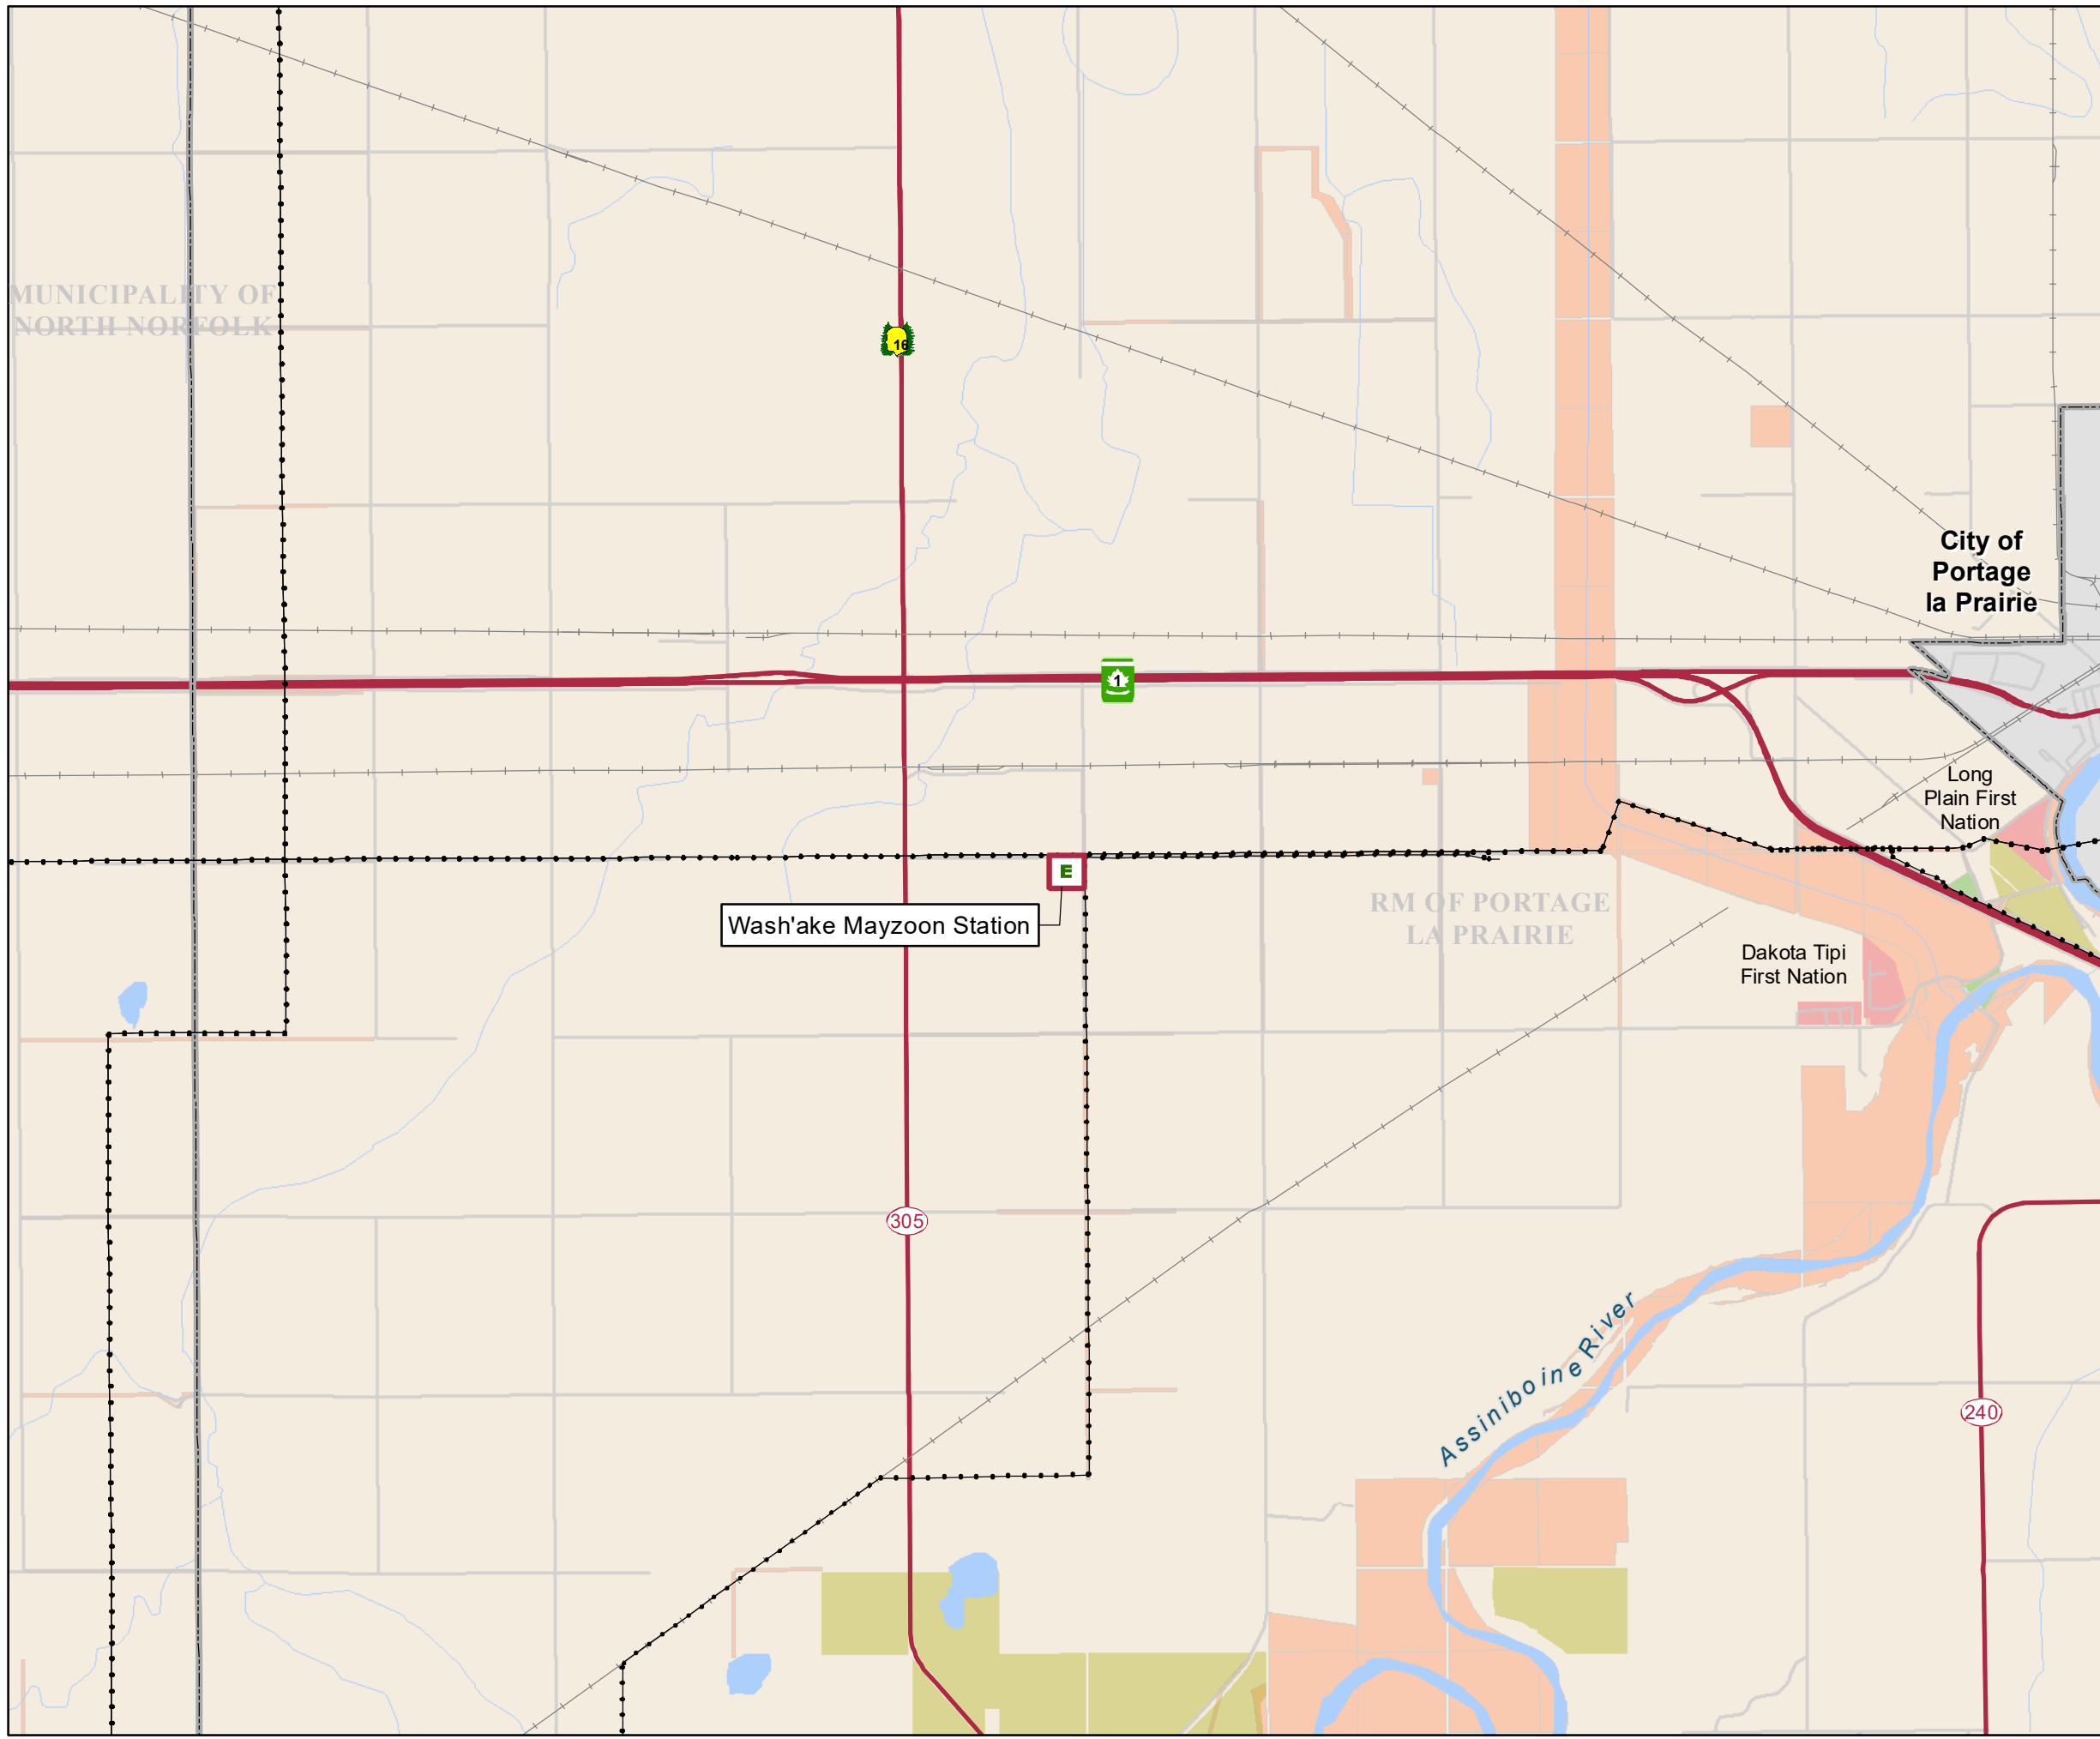 MUNICIPALITY OF
NORTH NORFOLK
16
City of
Portage
la Prairie
1
Long
Plain First
Nation
E
Wash'ake Mayzoon Station
RM OF PORTAGE
LA PRAIRIE
Dakota Tipi
First Nation
305
Assiniboine River
240